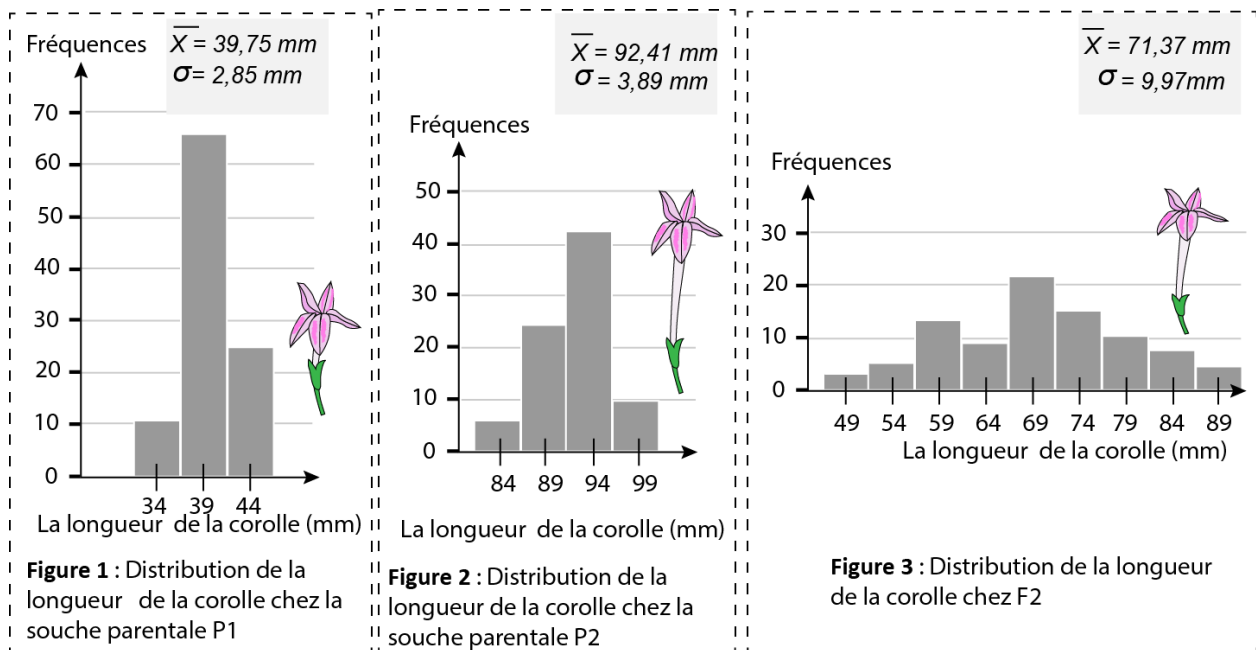 Fréquences
X̅ = 39,75 mm
σ= 2,85 mm
70
60
50
40
30
20
10
0
34 39 44
La longueur de la corolle (mm)
Figure 1 : Distribution de la
longueur de la corolle chez la
souche parentale P1
X̅ = 92,41 mm
σ = 3,89 mm
Fréquences
50
40
30
20
10
0
84 89 94 99
La longueur de la corolle (mm)
Figure 2 : Distribution de la
longueur de la corolle chez la
souche parentale P2
X̅ = 71,37 mm
σ = 9,97mm
Fréquences
30
20
10
0
49 54 59 64 69 74 79 84 89
La longueur de la corolle (mm)
Figure 3 : Distribution de la longueur
de la corolle chez F2